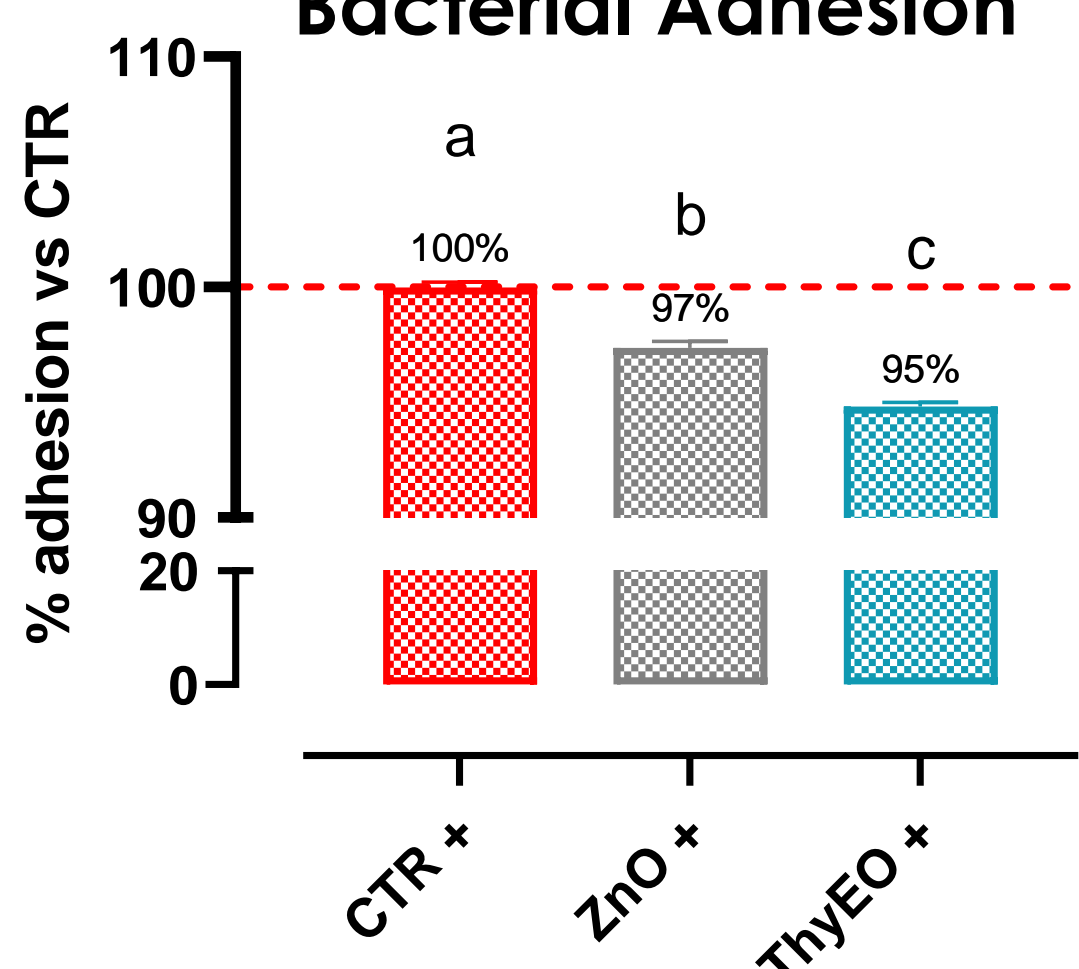 Bacterial Adhesion
% adhesion vs CTR
110
100
90
20
0
a
b
c
100%
97%
95%
CTR +
ZnO +
ThyEO +